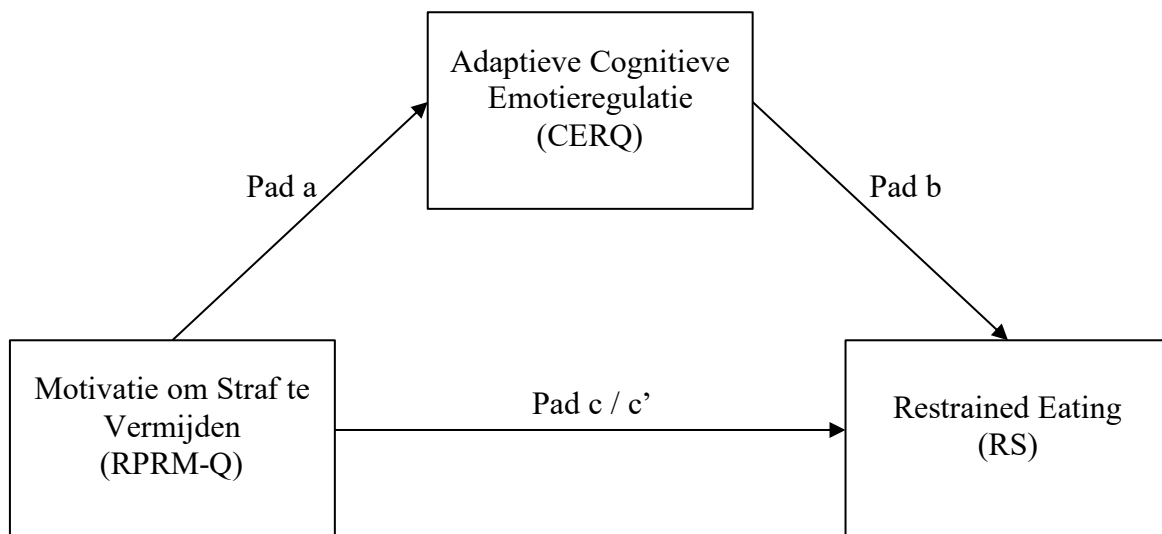 Adaptieve Cognitieve
Emotieregulatie
(CERQ)
Pad a
Pad b
Motivatie om Straf te
Vermijden
(RPRM-Q)
Pad c / c’
Restrained Eating
(RS)